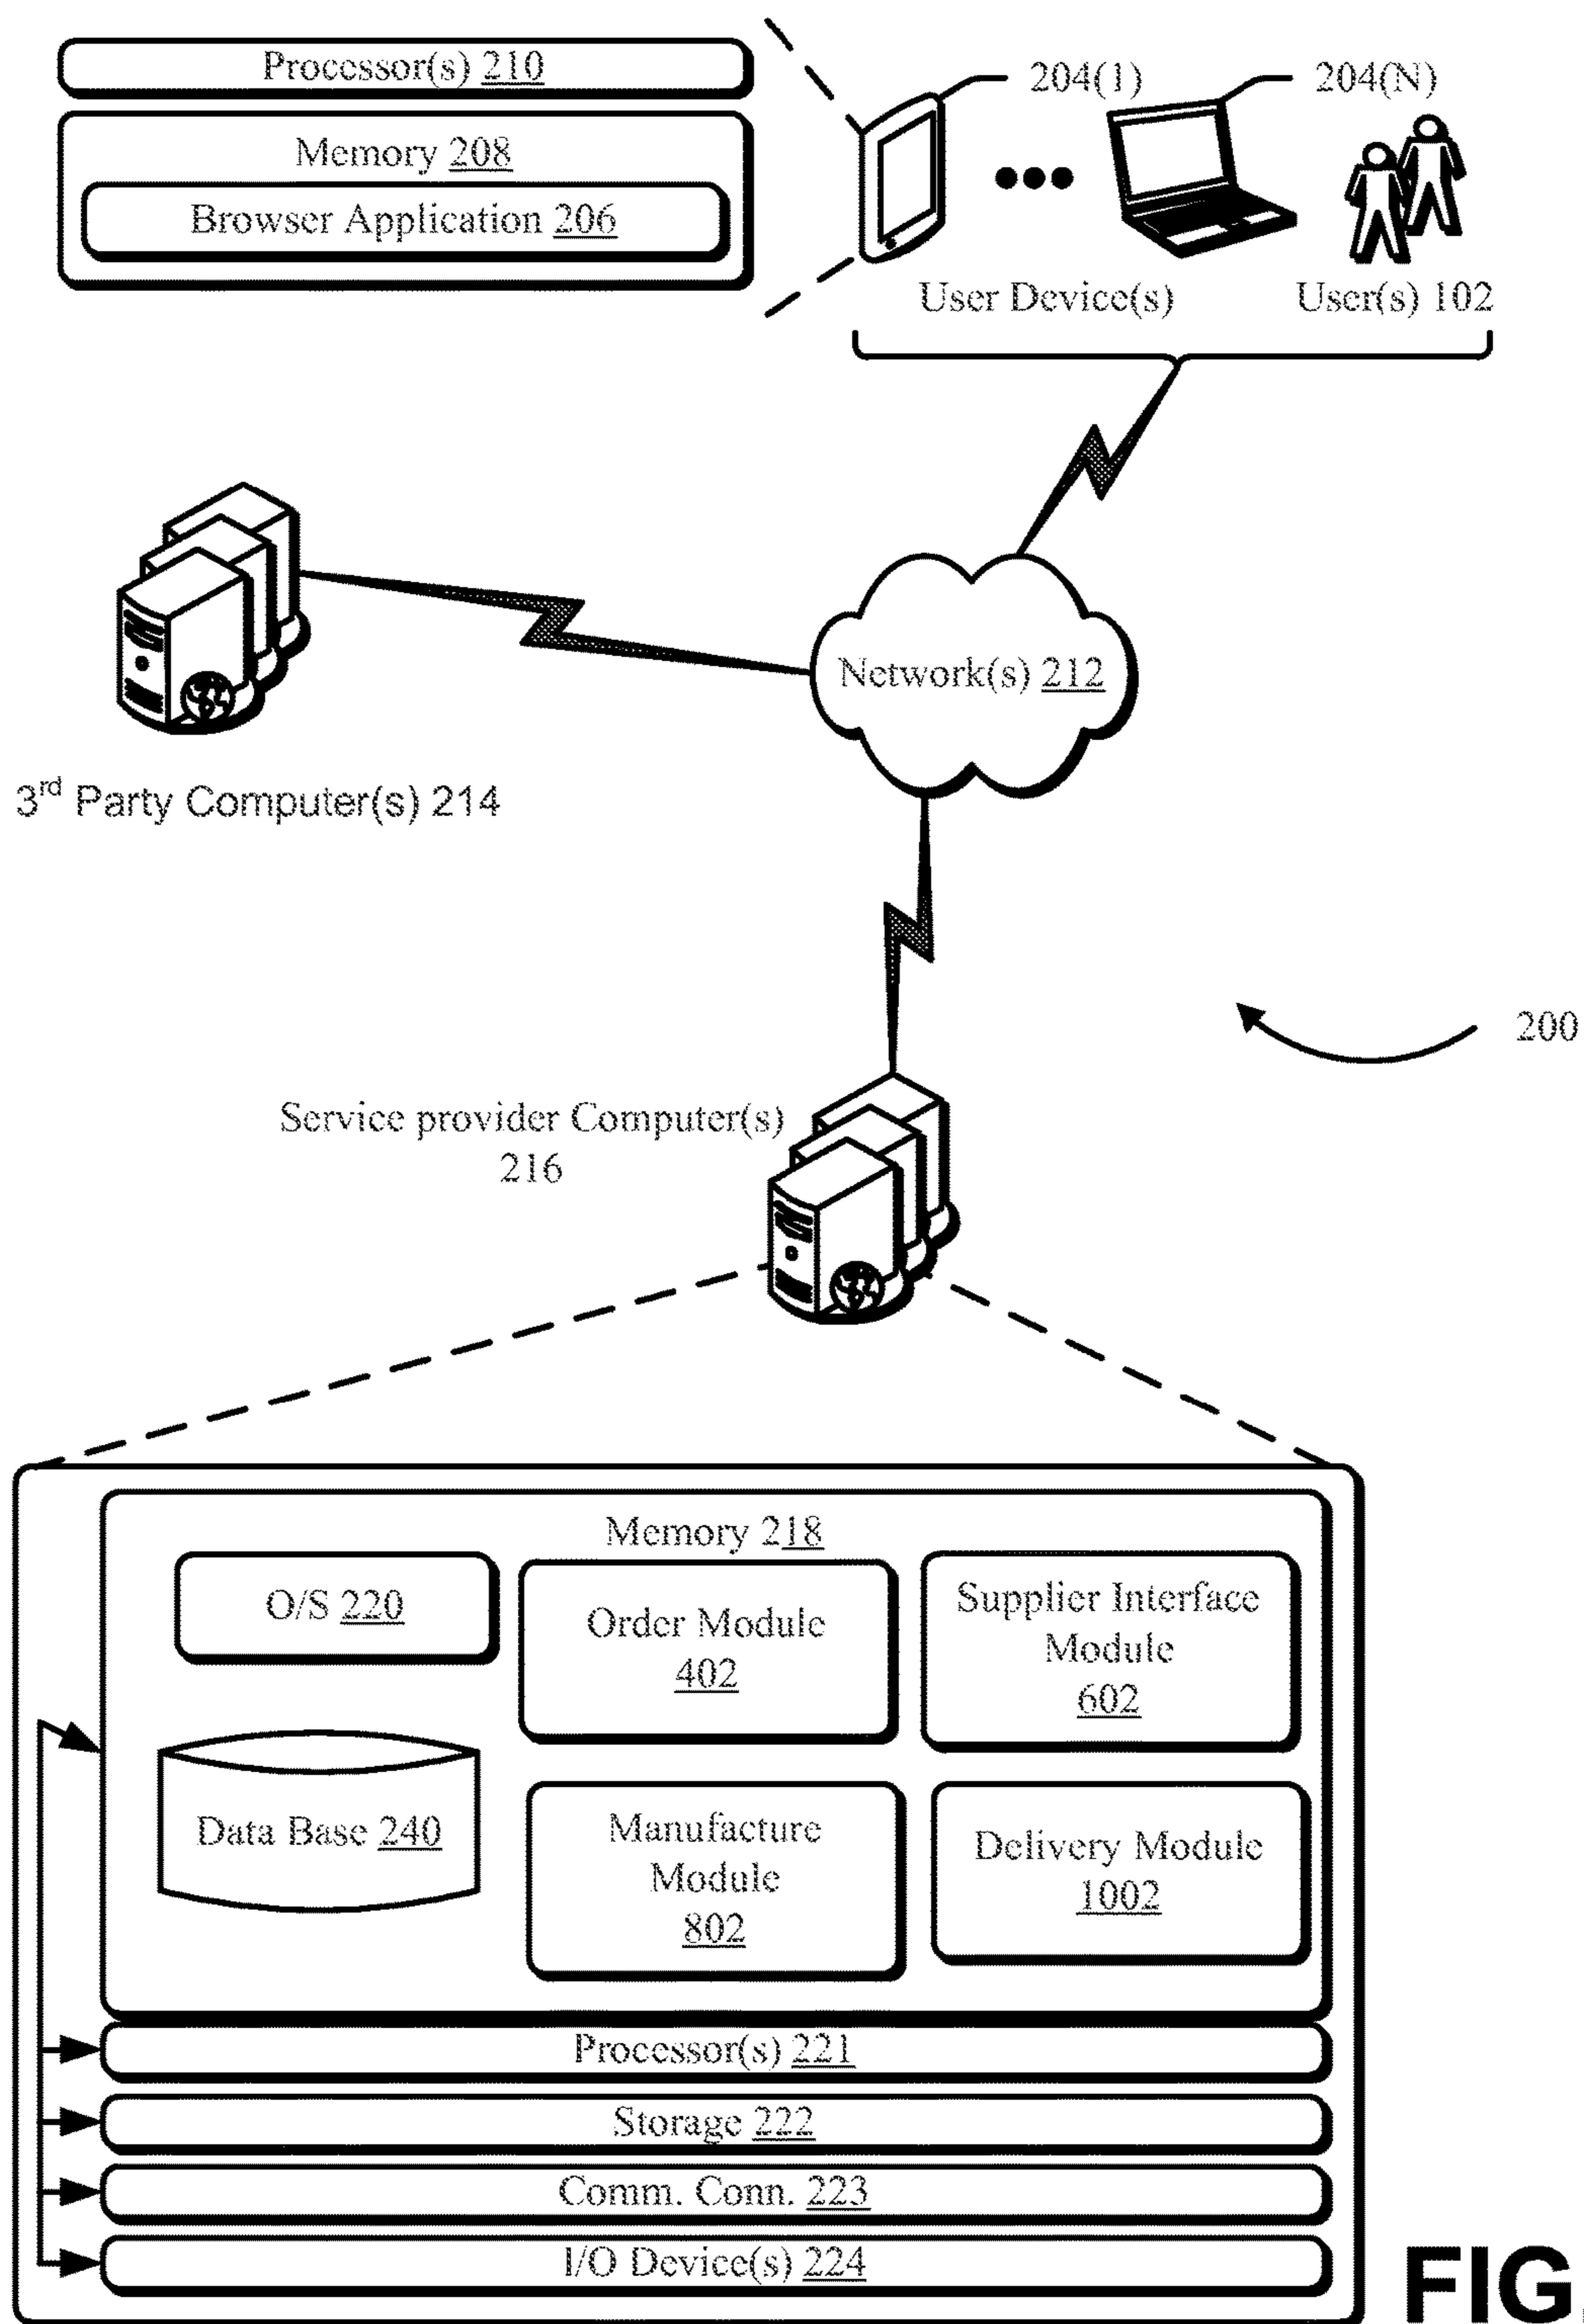 Processor(s) 210
Memory 208
Browser Application 206
204(1)
204(N)
User Device(s)
User(s) 102
Network(s) 212
3rd Party Computer(s) 214
200
Service provider Computer(s)
216
Memory 218
O/S 220
Order Module
402
Supplier Interface
Module
602
Data Base 240
Manufacture
Module
802
Delivery Module
1002
Processor(s) 221
Storage 222
Comm. Conn. 223
I/O Device(s) 224
FIG